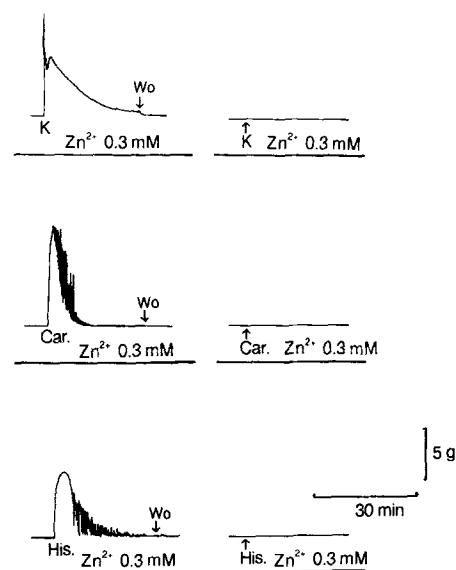 Wo
K
K
Zn²⁺ 0.3 mM
Zn²⁺ 0.3 mM
Wo
Car.
Car.
Zn²⁺ 0.3 mM
Zn²⁺ 0.3 mM
5 g
30 min
Wo
His.
His.
Zn²⁺ 0.3 mM
Zn²⁺ 0.3 mM